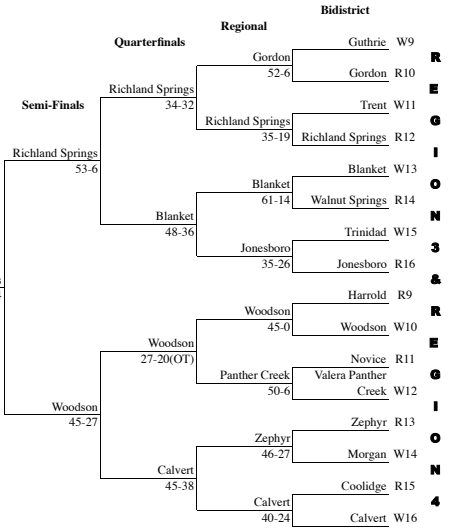 Bidistrict
Regional
Quarterfinals
Semi-Finals
Guthrie W9
Gordon
52-6
Gordon R10
Richland Springs
34-32
Trent W11
Richland Springs
35-19
Richland Springs R12
Richland Springs
53-6
Blanket W13
Blanket
61-14
Walnut Springs R14
Blanket
48-36
Trinidad W15
Jonesboro
35-26
Jonesboro R16
Harrold R9
Woodson
45-0
Woodson W10
Woodson
27-20(OT)
Novice R11
Panther Creek
50-6
Valera Panther
Creek W12
Woodson
45-27
Zephyr R13
Zephyr
46-27
Morgan W14
Calvert
45-38
Coolidge R15
Calvert
40-24
Calvert W16
REGION3&REGION4